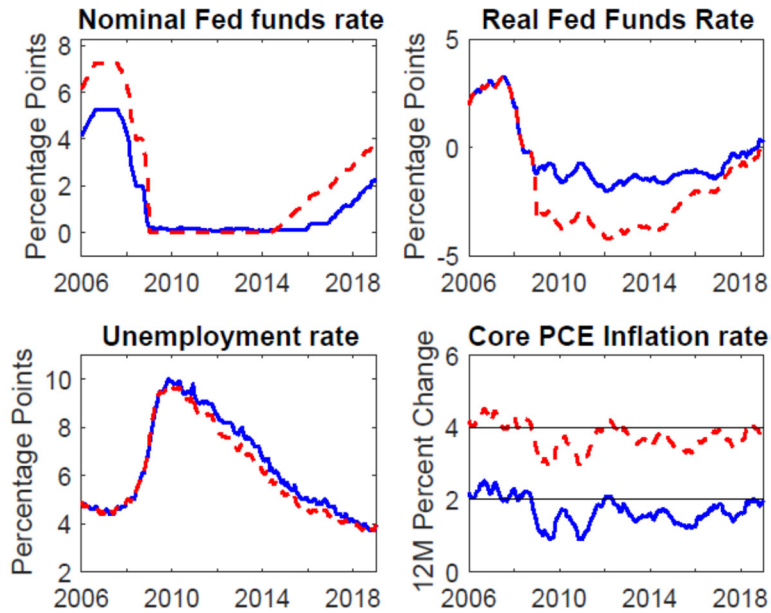 Nominal Fed funds rate
Percentage Points
8
6
4
2
0
2006 2010 2014 2018
Real Fed Funds Rate
Percentage Points
5
0
-5
2006 2010 2014 2018
Unemployment rate
Percentage Points
10
8
6
4
2
2006 2010 2014 2018
Core PCE Inflation rate
12M Percent Change
6
4
2
0
2006 2010 2014 2018